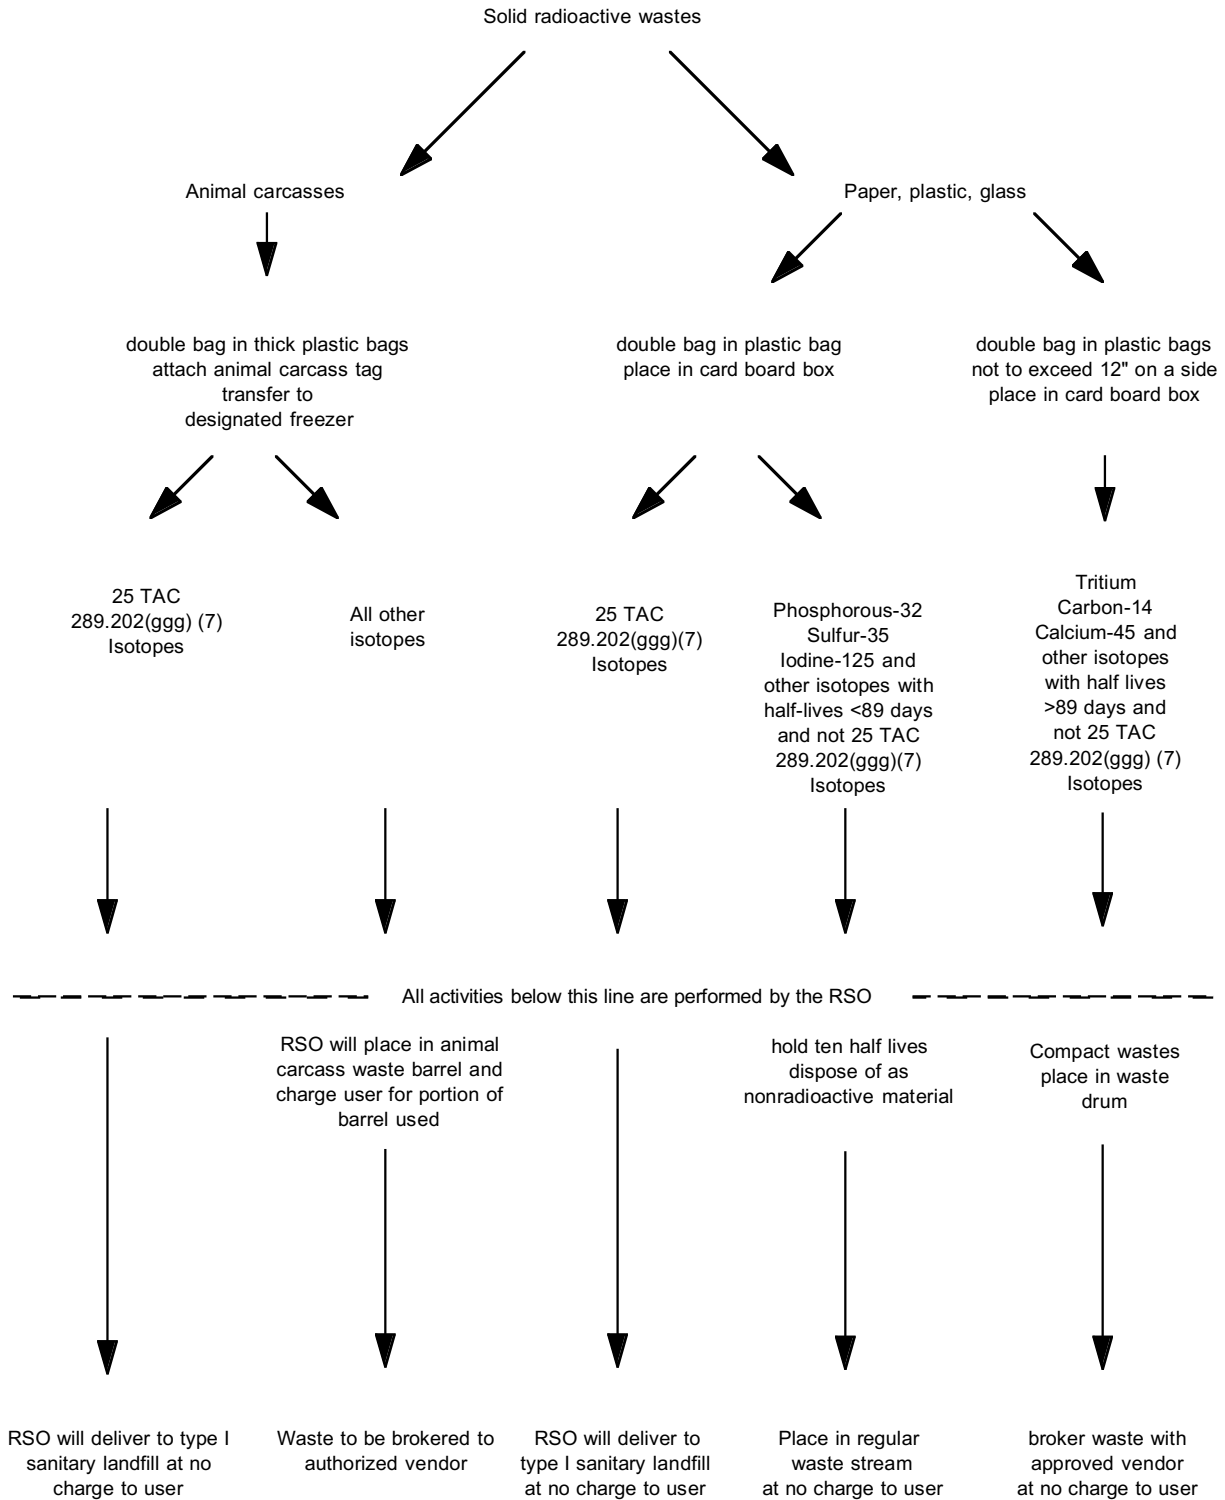 Solid radioactive wastes
Animal carcasses
Paper, plastic, glass
double bag in thick plastic bags
attach animal carcass tag
transfer to
designated freezer
double bag in plastic bag
place in card board box
double bag in plastic bags
not to exceed 12" on a side
place in card board box
25 TAC
289.202(ggg) (7)
Isotopes
All other
isotopes
25 TAC
289.202(ggg)(7)
Isotopes
Phosphorous-32
Sulfur-35
Iodine-125 and
other isotopes with
half-lives <89 days
and not 25 TAC
289.202(ggg)(7)
Isotopes
Tritium
Carbon-14
Calcium-45 and
other isotopes
with half lives
>89 days and
not 25 TAC
289.202(ggg) (7)
Isotopes
All activities below this line are performed by the RSO
RSO will place in animal
carcass waste barrel and
charge user for portion of
barrel used
hold ten half lives
dispose of as
nonradioactive material
Compact wastes
place in waste
drum
RSO will deliver to type I
sanitary landfill at no
charge to user
Waste to be brokered to
authorized vendor
RSO will deliver to
type I sanitary landfill
at no charge to user
Place in regular
waste stream
at no charge to user
broker waste with
approved vendor
at no charge to user